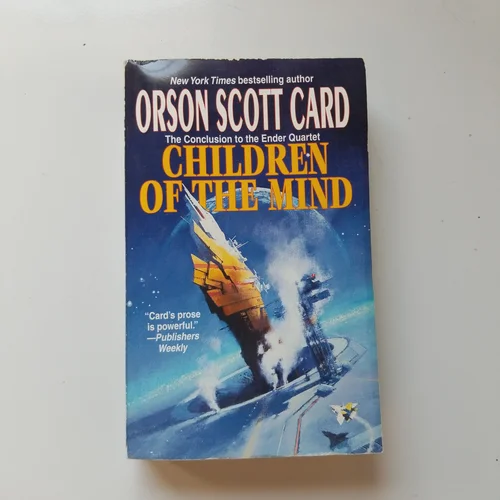 New York Times bestselling author
ORSON SCOTT CARD
The Conclusion to the Ender Quartet
CHILDREN
OF THE MIND
“Card’s prose
is powerful.”
—Publishers
Weekly